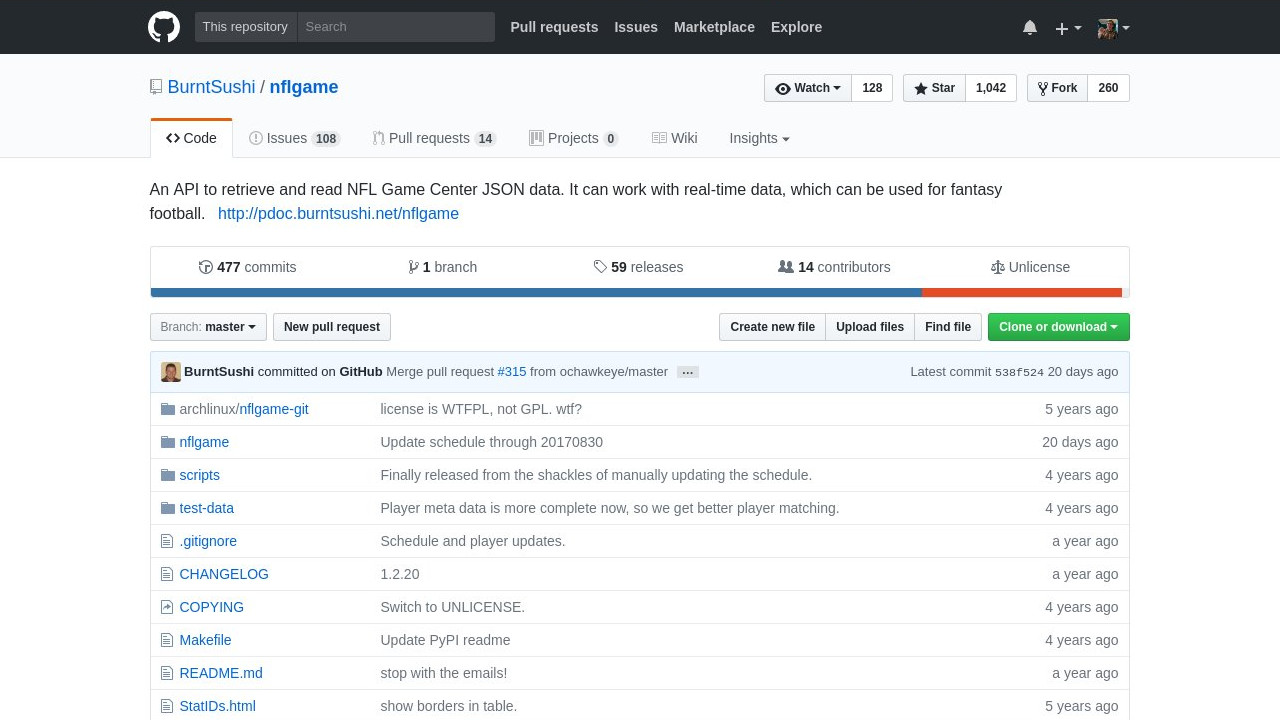 This repository Search Pull requests Issues Marketplace Explore
BurntSushi / nflgame Watch 128 Star 1,042 Fork 260
Code Issues 108 Pull requests 14 Projects 0 Wiki Insights
An API to retrieve and read NFL Game Center JSON data. It can work with real-time data, which can be used for fantasy
football. http://pdoc.burntsushi.net/nflgame
477 commits 1 branch 59 releases 14 contributors Unlicense
Branch: master New pull request Create new file Upload files Find file Clone or download
BurntSushi committed on GitHub Merge pull request #315 from ochawkeye/master … Latest commit 538f524 20 days ago
archlinux/nflgame-git license is WTFPL, not GPL. wtf? 5 years ago
nflgame Update schedule through 20170830 20 days ago
scripts Finally released from the shackles of manually updating the schedule. 4 years ago
test-data Player meta data is more complete now, so we get better player matching. 4 years ago
.gitignore Schedule and player updates. a year ago
CHANGELOG 1.2.20 a year ago
COPYING Switch to UNLICENSE. 4 years ago
Makefile Update PyPI readme 4 years ago
README.md stop with the emails! a year ago
StatIDs.html show borders in table. 5 years ago